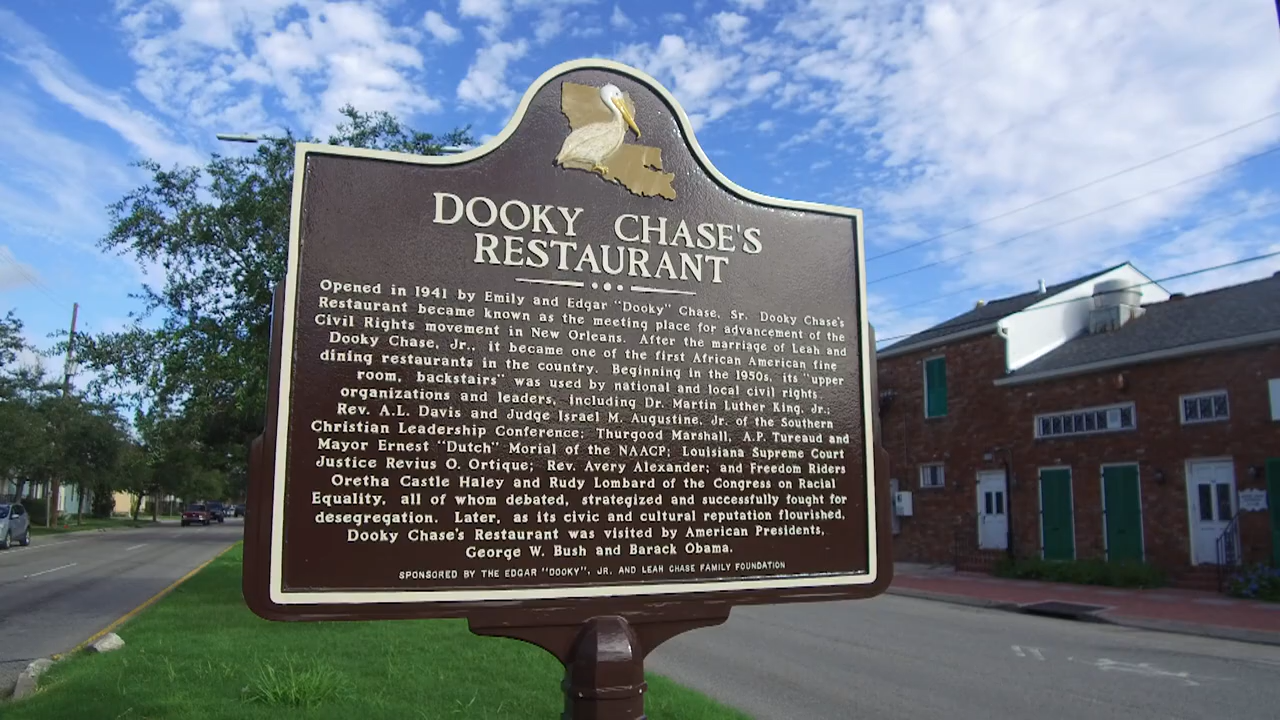 DOOKY CHASE'S
RESTAURANT
Opened in 1941 by Emily and Edgar "Dooky" Chase, Sr. Dooky Chase's
Restaurant became known as the meeting place for advancement of the
Civil Rights movement in New Orleans. After the marriage of Leah and
Dooky Chase, Jr., it became one of the first African American fine
dining restaurants in the country. Beginning in the 1950s, its "upper
room, backstairs" was used by national and local civil rights
organizations and leaders, including Dr. Martin Luther King, Jr.;
Rev. A.L. Davis and Judge Israel M. Augustine, Jr. of the Southern
Christian Leadership Conference; Thurgood Marshall, A.P. Tureaud and
Mayor Ernest "Dutch" Morial of the NAACP; Louisiana Supreme Court
Justice Revius O. Ortique; Rev. Avery Alexander; and Freedom Riders
Oretha Castle Haley and Rudy Lombard of the Congress on Racial
Equality, all of whom debated, strategized and successfully fought for
desegregation. Later, as its civic and cultural reputation flourished,
Dooky Chase's Restaurant was visited by American Presidents,
George W. Bush and Barack Obama.
SPONSORED BY THE EDGAR "DOOKY", JR. AND LEAH CHASE FAMILY FOUNDATION